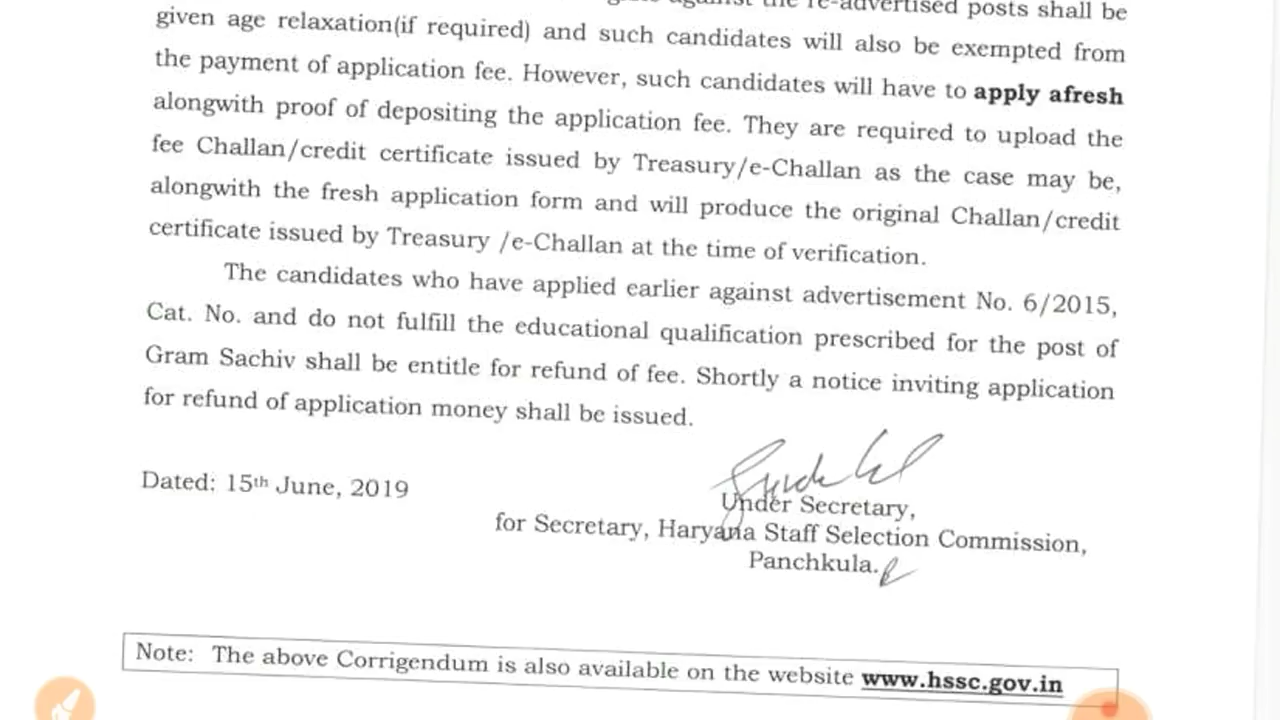 the re-advertised posts shall be
given age relaxation(if required) and such candidates will also be exempted from
the payment of application fee. However, such candidates will have to apply afresh
alongwith proof of depositing the application fee. They are required to upload the
fee Challan/credit certificate issued by Treasury/e-Challan as the case may be,
alongwith the fresh application form and will produce the original Challan/credit
certificate issued by Treasury /e-Challan at the time of verification.
The candidates who have applied earlier against advertisement No. 6/2015,
Cat. No. and do not fulfill the educational qualification prescribed for the post of
Gram Sachiv shall be entitle for refund of fee. Shortly a notice inviting application
for refund of application money shall be issued.
Dated: 15th June, 2019
Under Secretary,
for Secretary, Haryana Staff Selection Commission,
Panchkula.
Note: The above Corrigendum is also available on the website www.hssc.gov.in